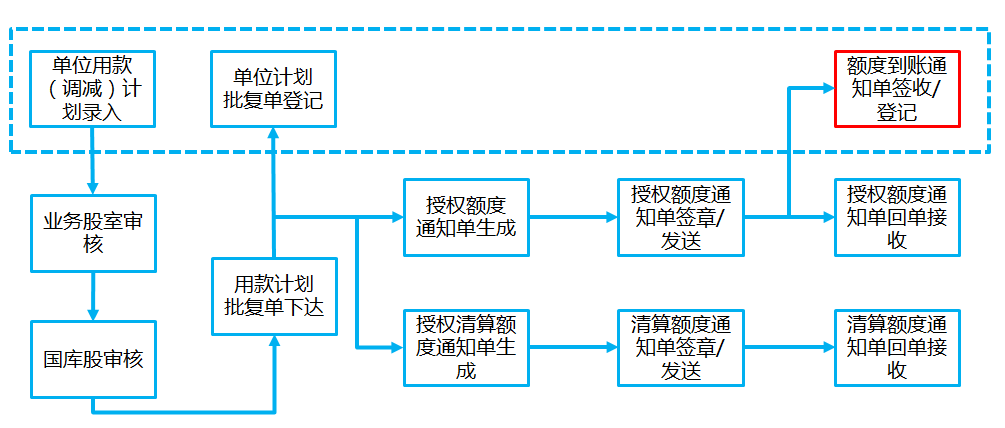 单位用款
（调减）计
划录入
单位计划
批复单登记
额度到账通
知单签收/
登记
业务股室审
核
授权额度
通知单生成
授权额度通
知单签章/
发送
授权额度通
知单回单接
收
用款计划
批复单下达
国库股审核
授权清算额
度通知单生
成
清算额度通
知单签章/
发送
清算额度通
知单回单接
收